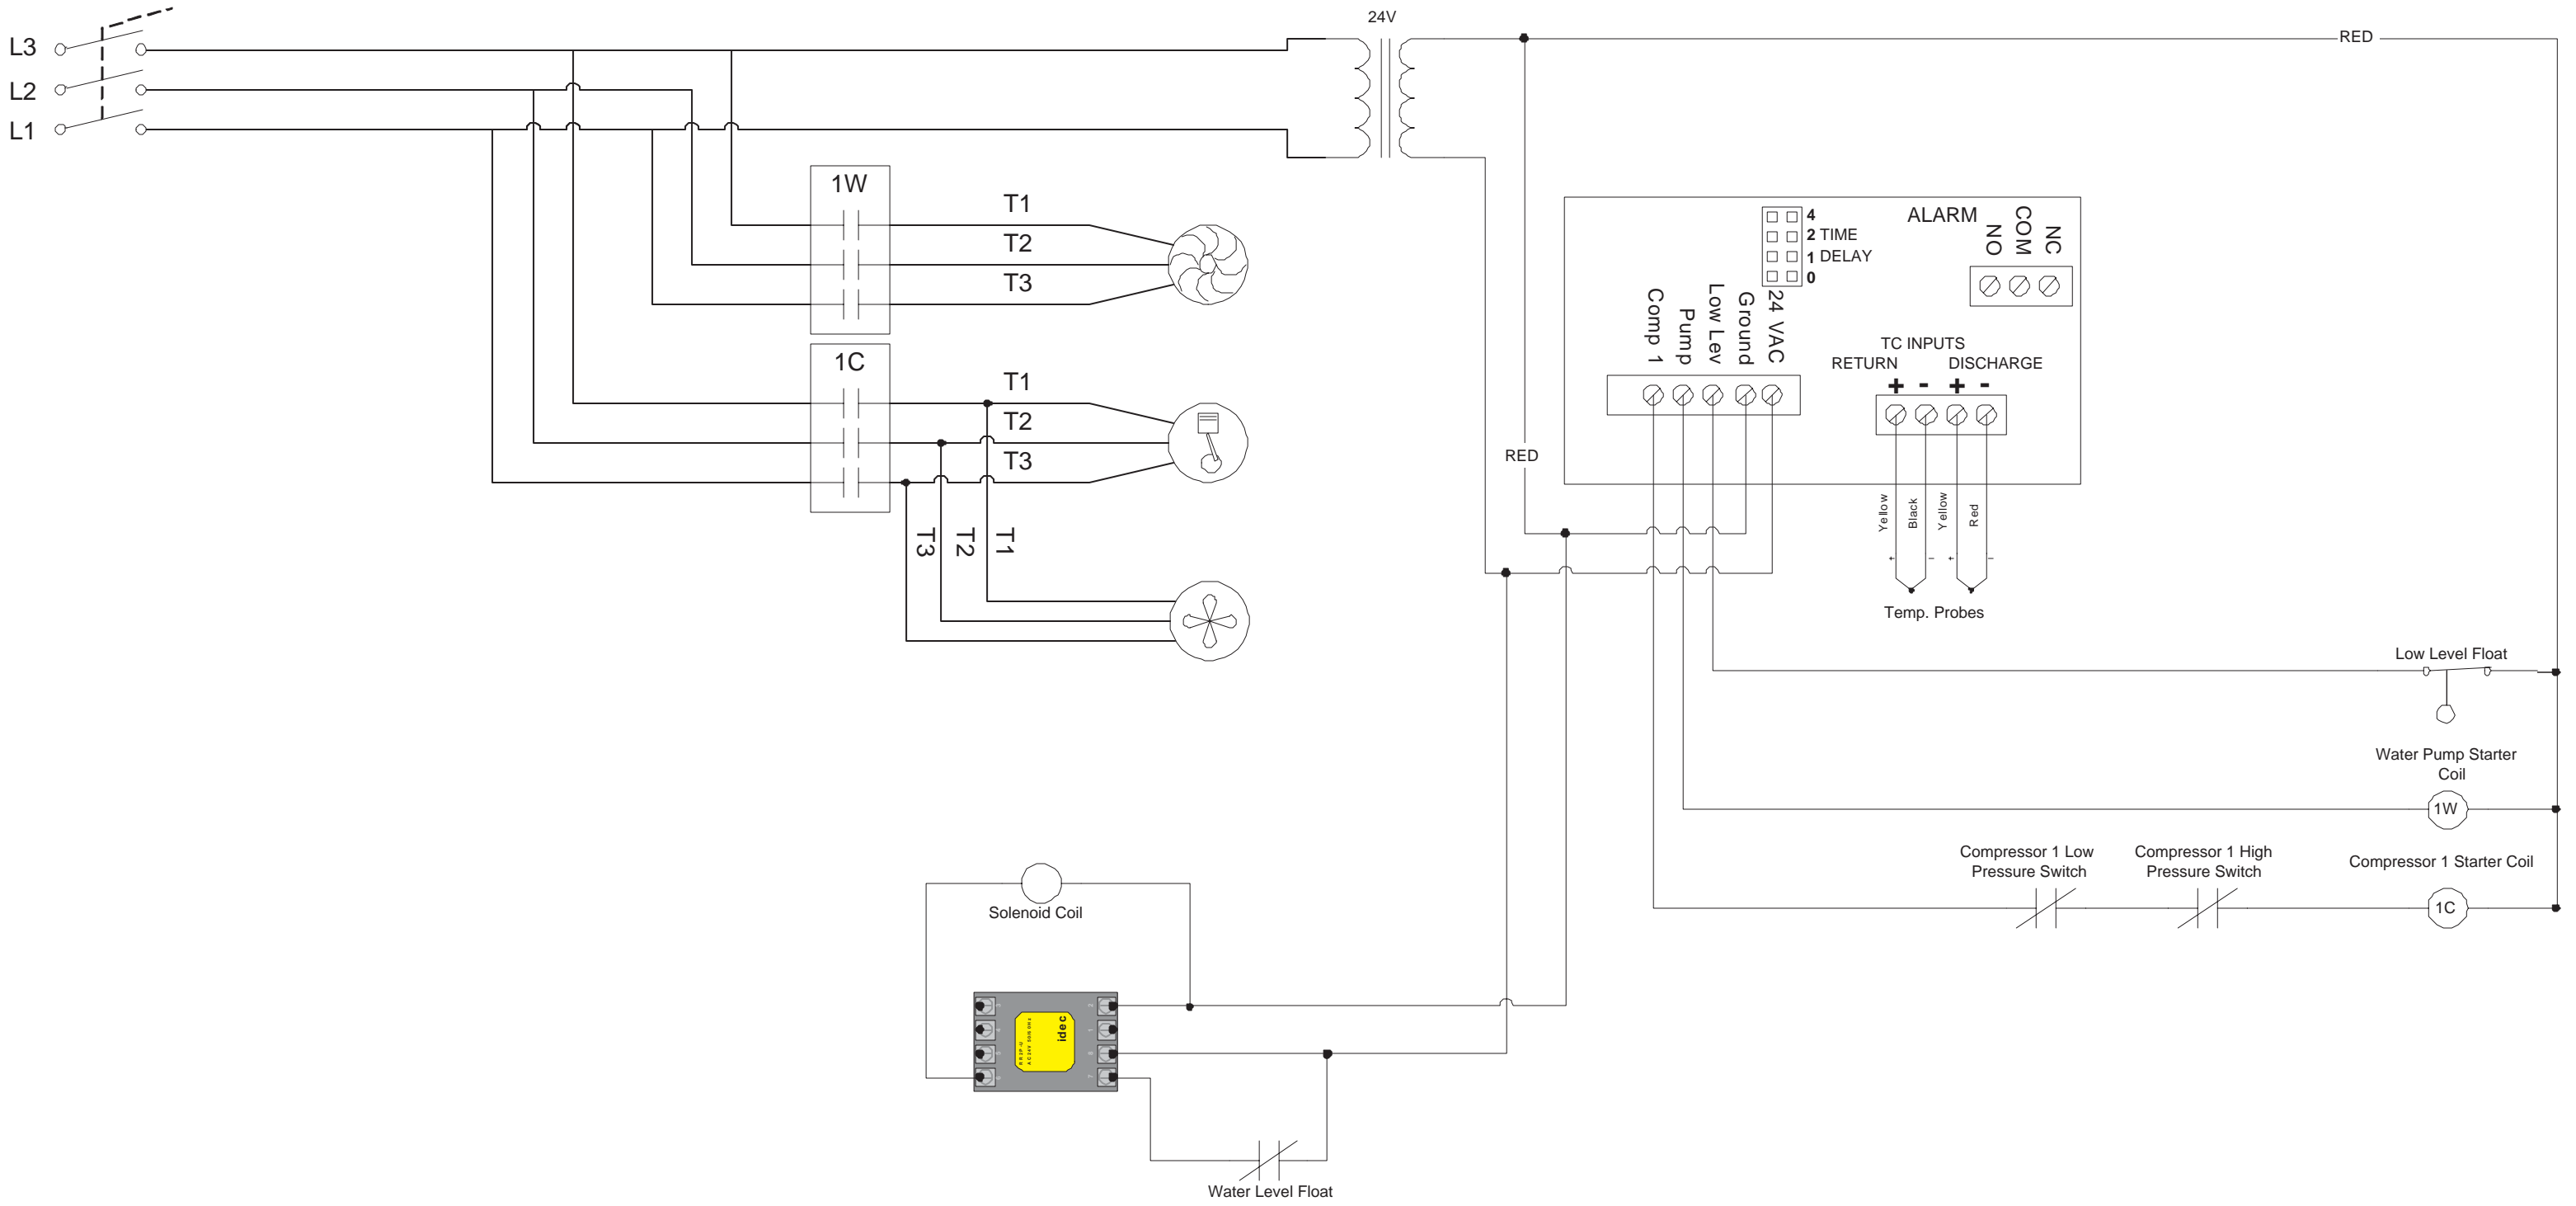 24V
L3
L2
L1
RED
1W
T1
T2
T3
1C
T1
T2
T3
T3
T2
T1
RED
4
2 TIME
1 DELAY
0
ALARM
NO
COM
NC
Comp 1
Pump
Low Lev
Ground
24 VAC
TC INPUTS
RETURN
DISCHARGE
+ - + -
Yellow
Black
Yellow
Red
+ - + -
Temp. Probes
Low Level Float
Water Pump Starter
Coil
1W
Compressor 1 Low
Pressure Switch
Compressor 1 High
Pressure Switch
Compressor 1 Starter Coil
1C
Solenoid Coil
idec
Water Level Float